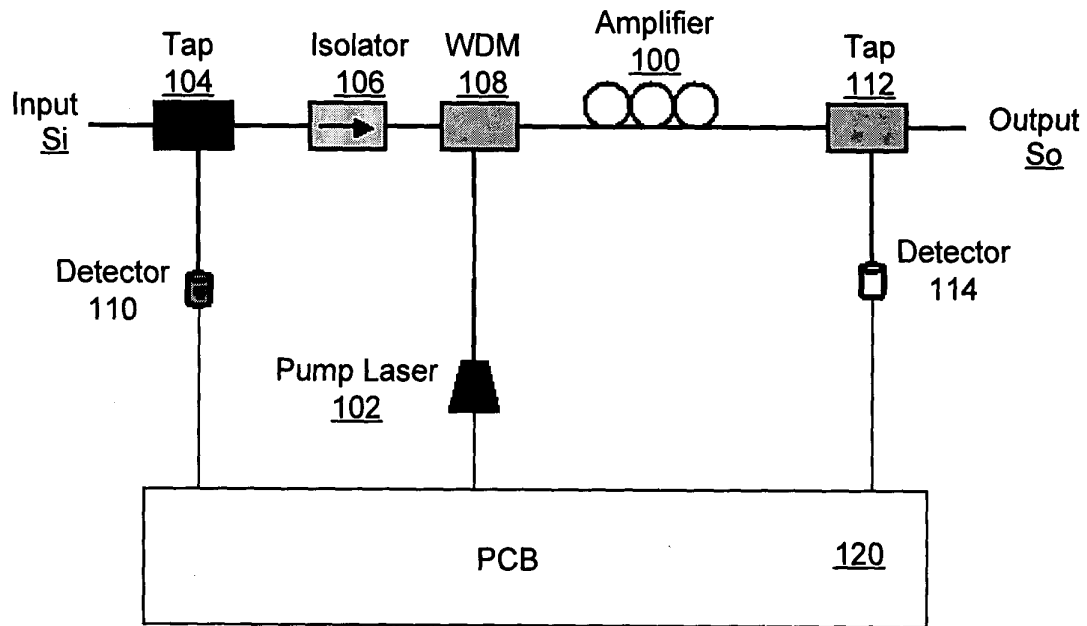 Tap
104
Isolator
106
WDM
108
Amplifier
100
Tap
112
Input
Si
Output
So
Detector
110
Detector
114
Pump Laser
102
PCB
120